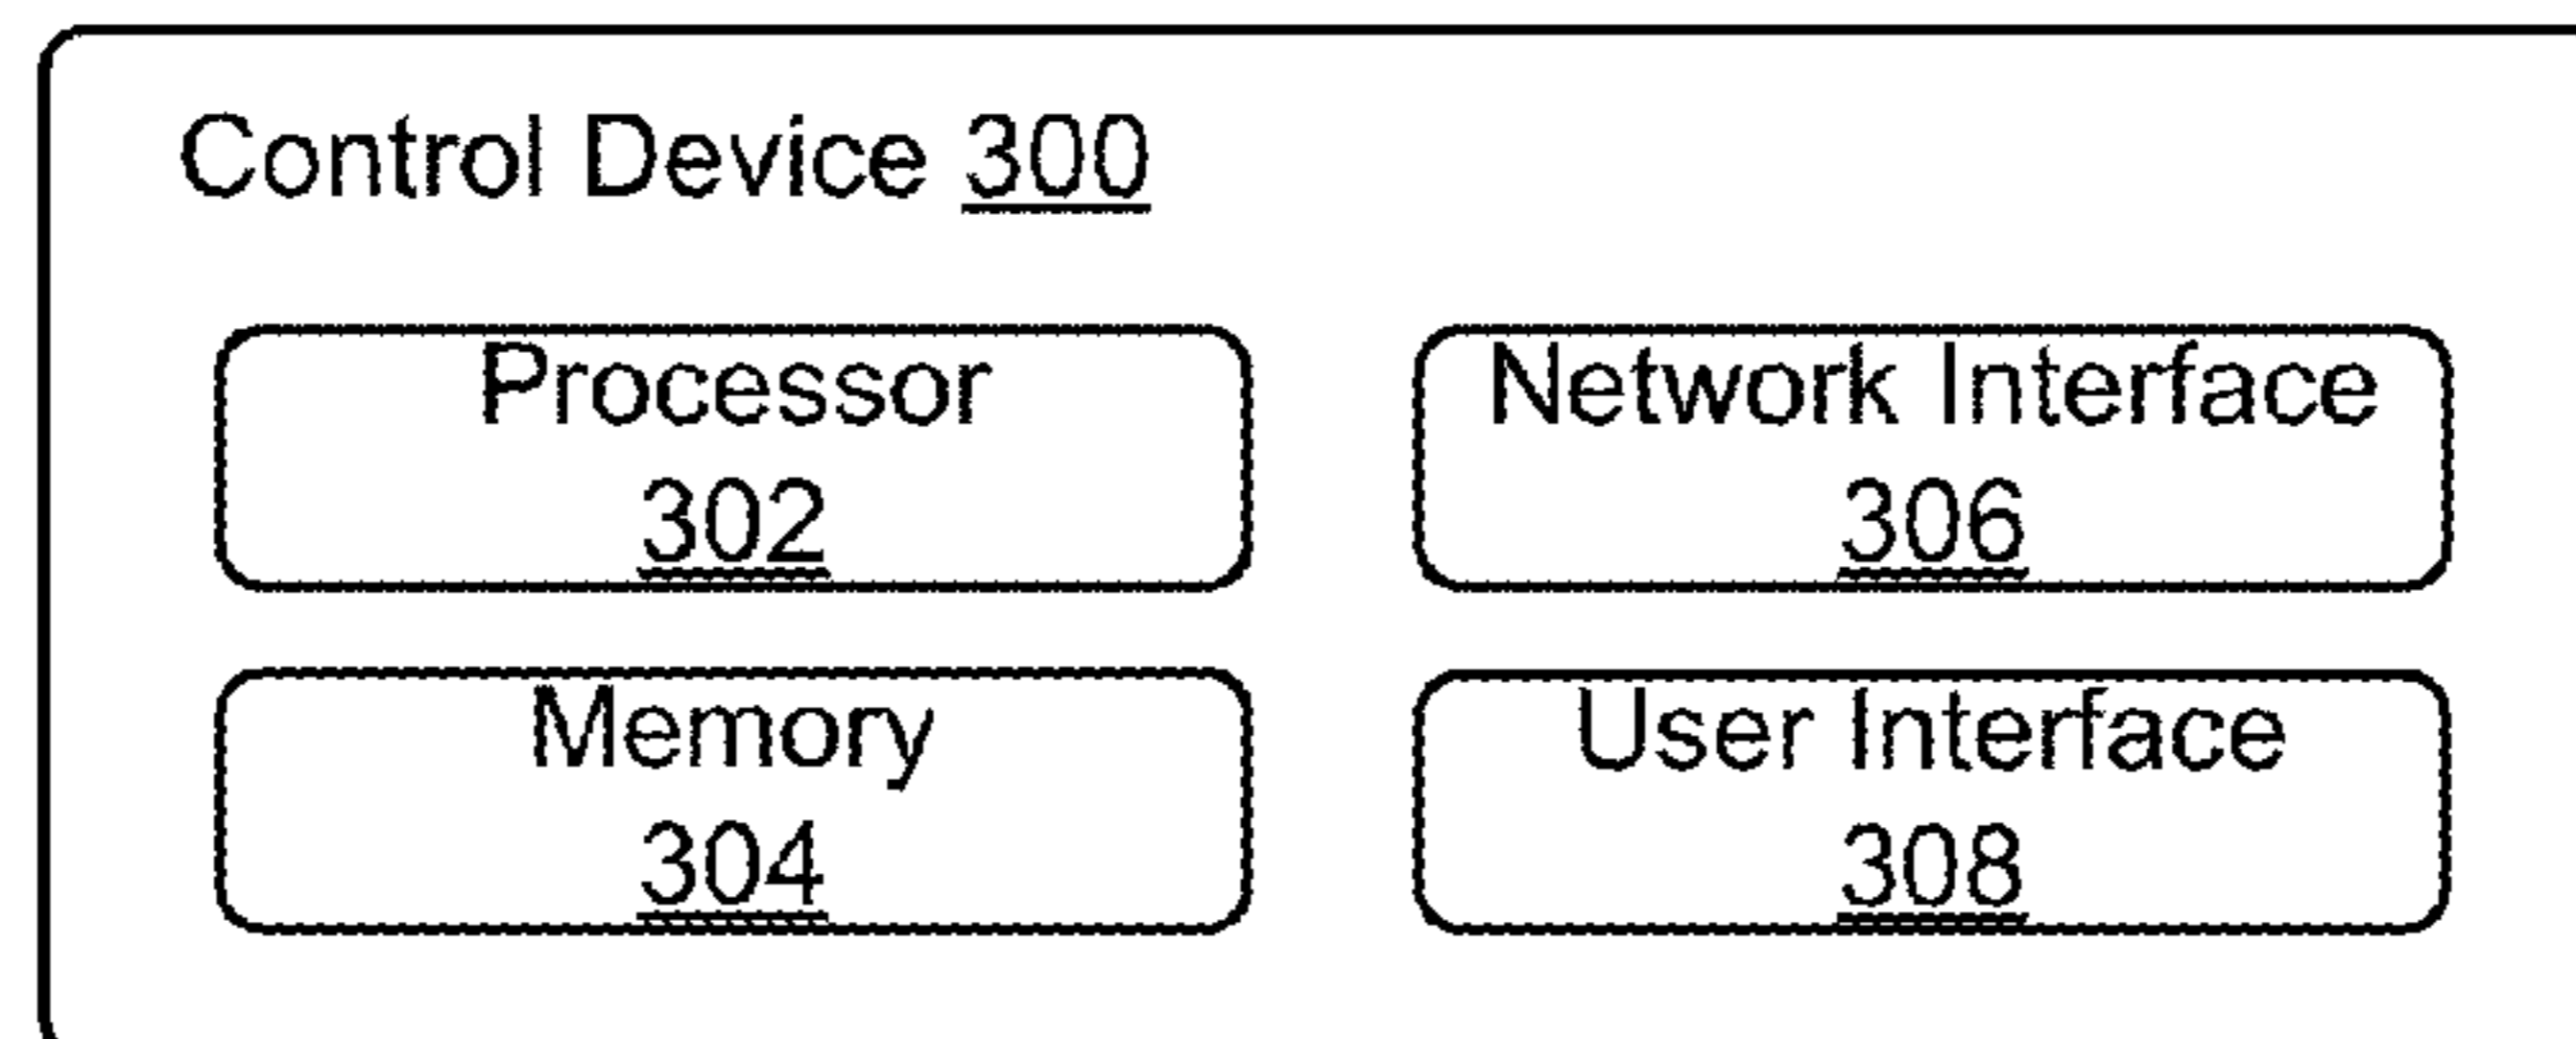 Control Device 300
Processor
302
Network Interface
306
Memory
304
User Interface
308